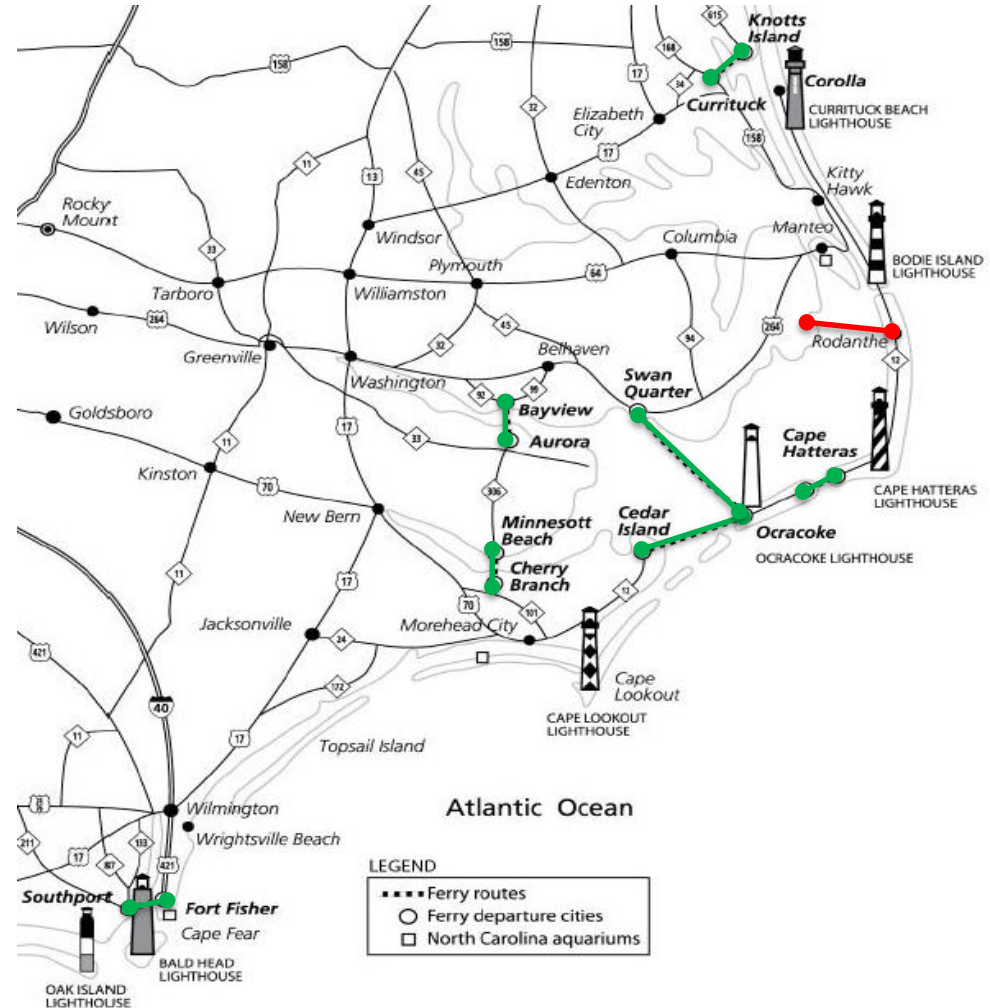 615
Knotts
Island
168
158
158
17
34
32
Currituck
Corolla
CURRITUCK BEACH
LIGHTHOUSE
Elizabeth
City
158
17
11
45
13
Edenton
Kitty
Hawk
Rocky
Mount
33
Windsor
Columbia
Manteo
BODIE ISLAND
LIGHTHOUSE
Plymouth
64
Tarboro
Williamston
Wilson
264
45
94
264
Rodanthe
12
32
Belhaven
Greenville
Washington
92
99
Swan
Quarter
Bayview
Goldsboro
17
33
Aurora
Cape
Hatteras
11
Kinston
70
306
CAPE HATTERAS
LIGHTHOUSE
New Bern
Minnesott
Beach
Cedar
Island
Ocracoke
OCRACOKE LIGHTHOUSE
Cherry
Branch
11
17
70
101
12
Jacksonville
24
Morehead City
421
172
Cape
Lookout
CAPE LOOKOUT
LIGHTHOUSE
40
11
17
Topsail Island
Wilmington
Atlantic Ocean
Wrightsville Beach
211
17
87
133
421
LEGEND
Ferry routes
Ferry departure cities
North Carolina aquariums
Southport
Fort Fisher
Cape Fear
BALD HEAD
LIGHTHOUSE
OAK ISLAND
LIGHTHOUSE